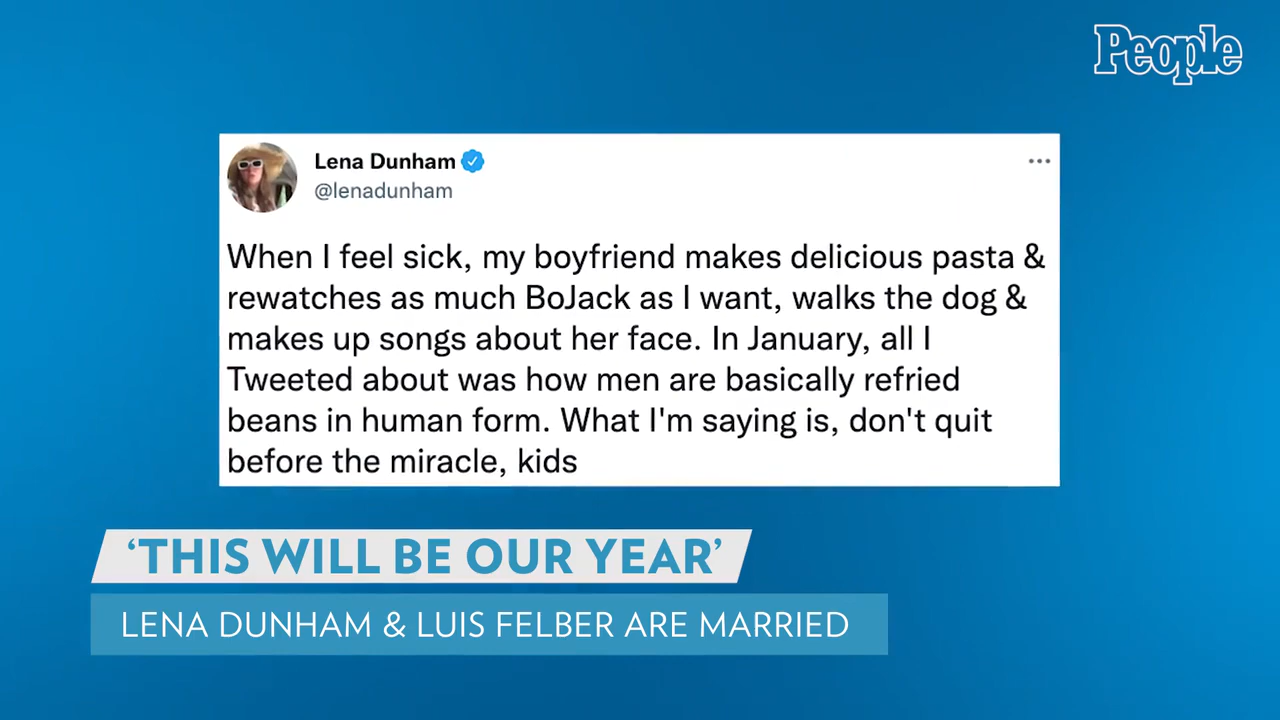 People
Lena Dunham
@lenadunham
When I feel sick, my boyfriend makes delicious pasta &
rewatches as much BoJack as I want, walks the dog &
makes up songs about her face. In January, all I
Tweeted about was how men are basically refried
beans in human form. What I'm saying is, don't quit
before the miracle, kids
‘THIS WILL BE OUR YEAR’
LENA DUNHAM & LUIS FELBER ARE MARRIED